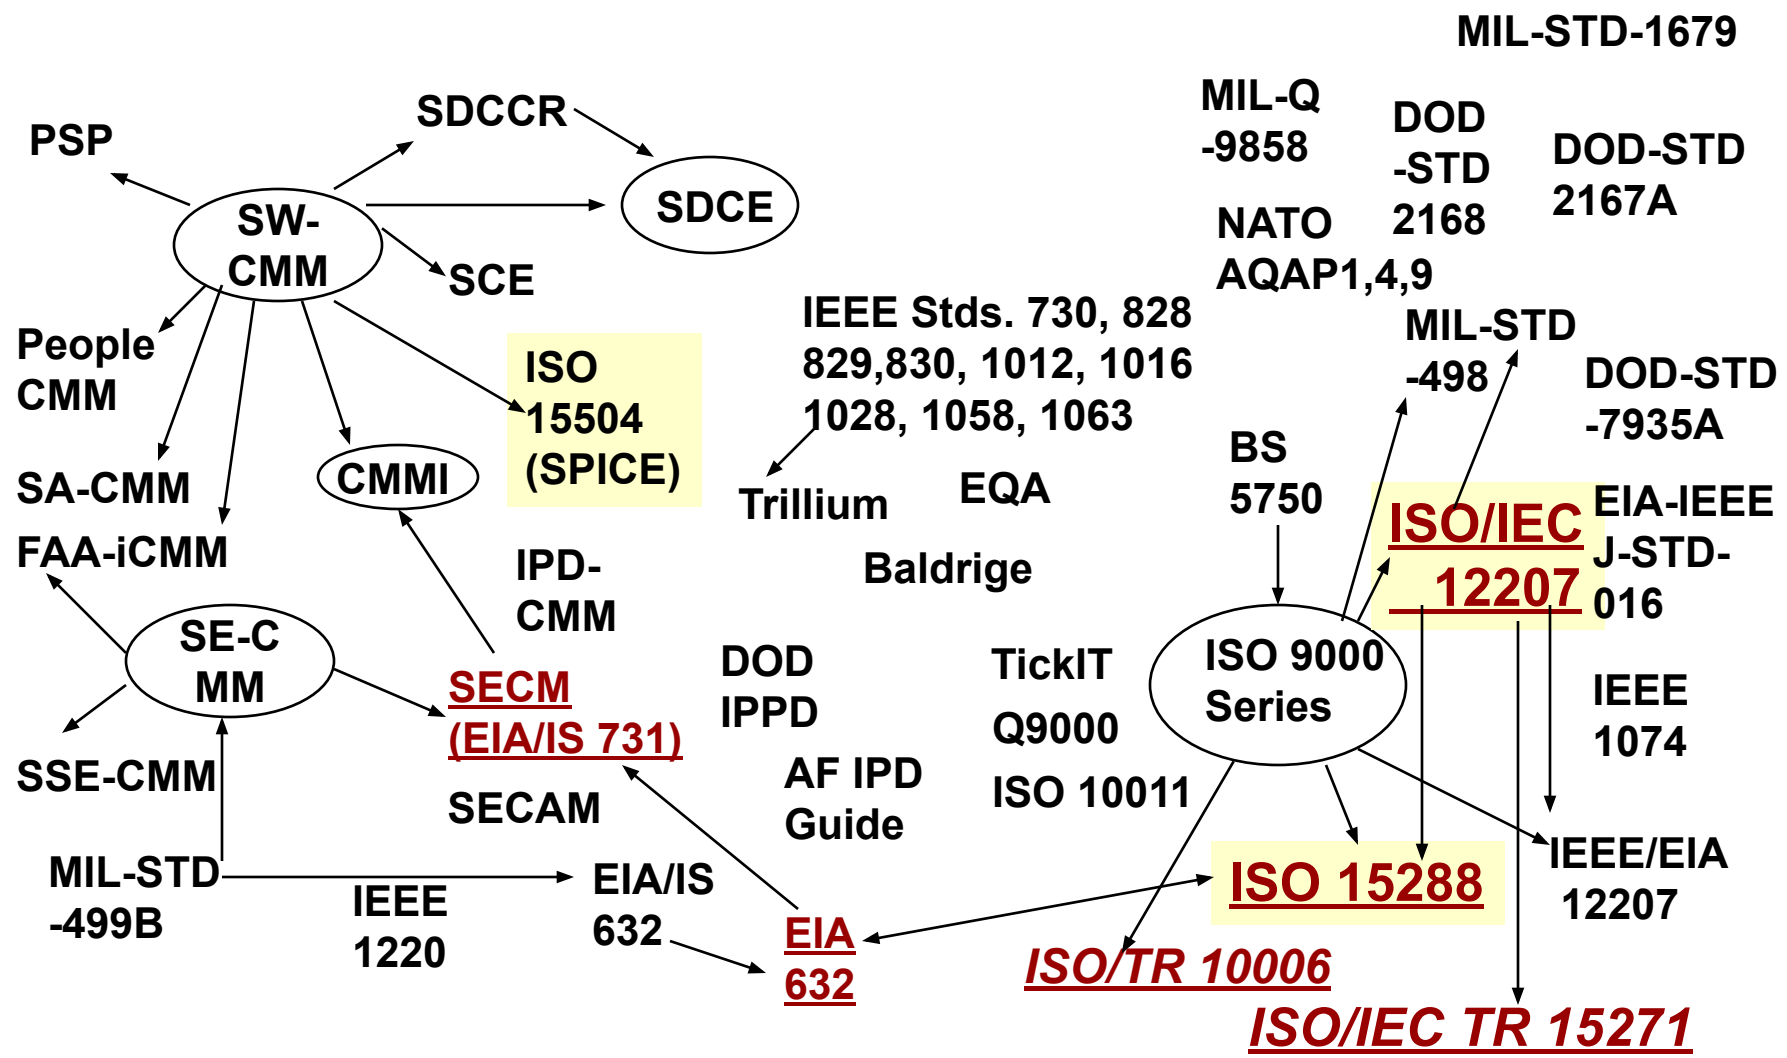 MIL-STD-1679
MIL-Q
-9858
DOD
-STD
2168
DOD-STD
2167A
SDCCR
PSP
SDCE
SW-
CMM
NATO
AQAP1,4,9
SCE
IEEE Stds. 730, 828
829,830, 1012, 1016
1028, 1058, 1063
MIL-STD
-498
People
CMM
ISO
15504
(SPICE)
DOD-STD
-7935A
BS
5750
SA-CMM
CMMI
Trillium
EQA
ISO/IEC
12207
EIA-IEEE
J-STD-
016
FAA-iCMM
IPD-
CMM
Baldrige
SE-C
MM
SECM
(EIA/IS 731)
DOD
IPPD
TickIT
Q9000
ISO 10011
ISO 9000
Series
IEEE
1074
SSE-CMM
SECAM
AF IPD
Guide
MIL-STD
-499B
IEEE
1220
EIA/IS
632
EIA
632
ISO 15288
IEEE/EIA
12207
ISO/TR 10006
ISO/IEC TR 15271